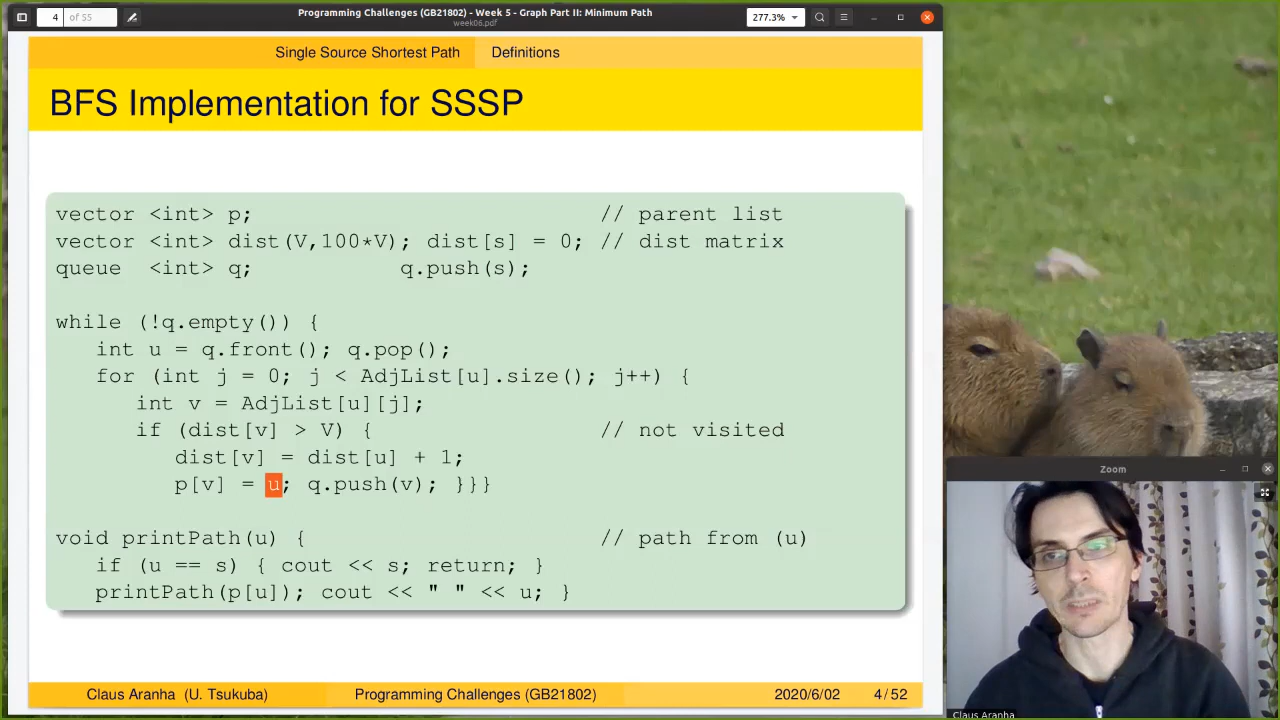 Programming Challenges (GB21802) - Week 5 - Graph Part II: Minimum Path
week06.pdf
4 of 55
277.3%
Single Source Shortest Path Definitions
BFS Implementation for SSSP
vector <int> p; // parent list
vector <int> dist(V,100*V); dist[s] = 0; // dist matrix
queue <int> q; q.push(s);
while (!q.empty()) {
int u = q.front(); q.pop();
for (int j = 0; j < AdjList[u].size(); j++) {
int v = AdjList[u][j];
if (dist[v] > V) { // not visited
dist[v] = dist[u] + 1;
p[v] = u; q.push(v); }}}
void printPath(u) { // path from (u)
if (u == s) { cout << s; return; }
printPath(p[u]); cout << " " << u; }
Claus Aranha (U. Tsukuba) Programming Challenges (GB21802) 2020/6/02 4/52
Zoom
Claus Aranha